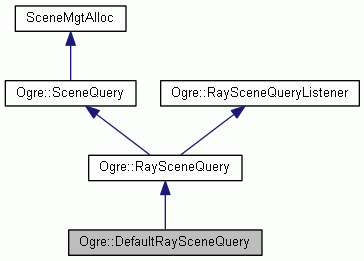 SceneMgtAlloc
Ogre::SceneQuery
Ogre::RaySceneQueryListener
Ogre::RaySceneQuery
Ogre::DefaultRaySceneQuery